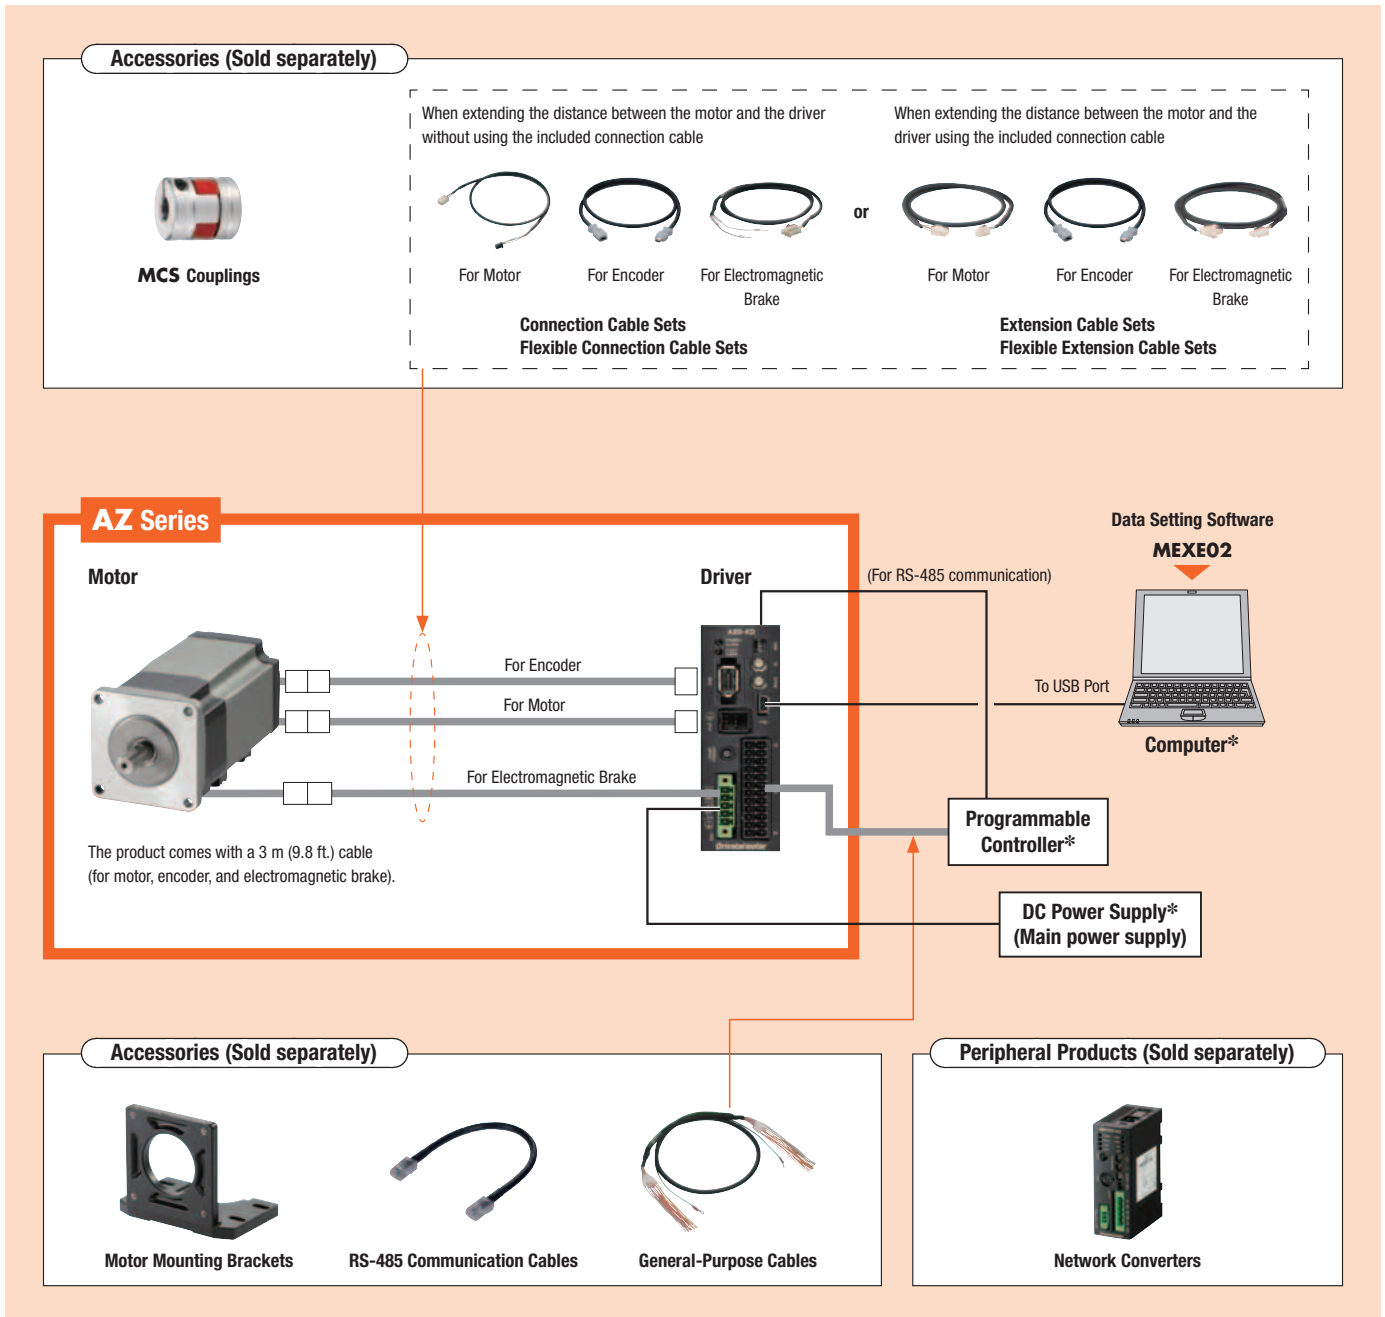 Accessories (Sold separately)
When extending the distance between the motor and the driver
without using the included connection cable
When extending the distance between the motor and the
driver using the included connection cable
or
MCS Couplings
For Motor
For Encoder
For Electromagnetic
Brake
For Motor
For Encoder
For Electromagnetic
Brake
Connection Cable Sets
Flexible Connection Cable Sets
Extension Cable Sets
Flexible Extension Cable Sets
AZ Series
Data Setting Software
MEXE02
Motor
Driver
(For RS-485 communication)
AZD-KD
For Encoder
For Motor
To USB Port
Computer*
For Electromagnetic Brake
Programmable
Controller*
Orientalmotor
The product comes with a 3 m (9.8 ft.) cable
(for motor, encoder, and electromagnetic brake).
DC Power Supply*
(Main power supply)
Accessories (Sold separately)
Peripheral Products (Sold separately)
Motor Mounting Brackets
RS-485 Communication Cables
General-Purpose Cables
Network Converters